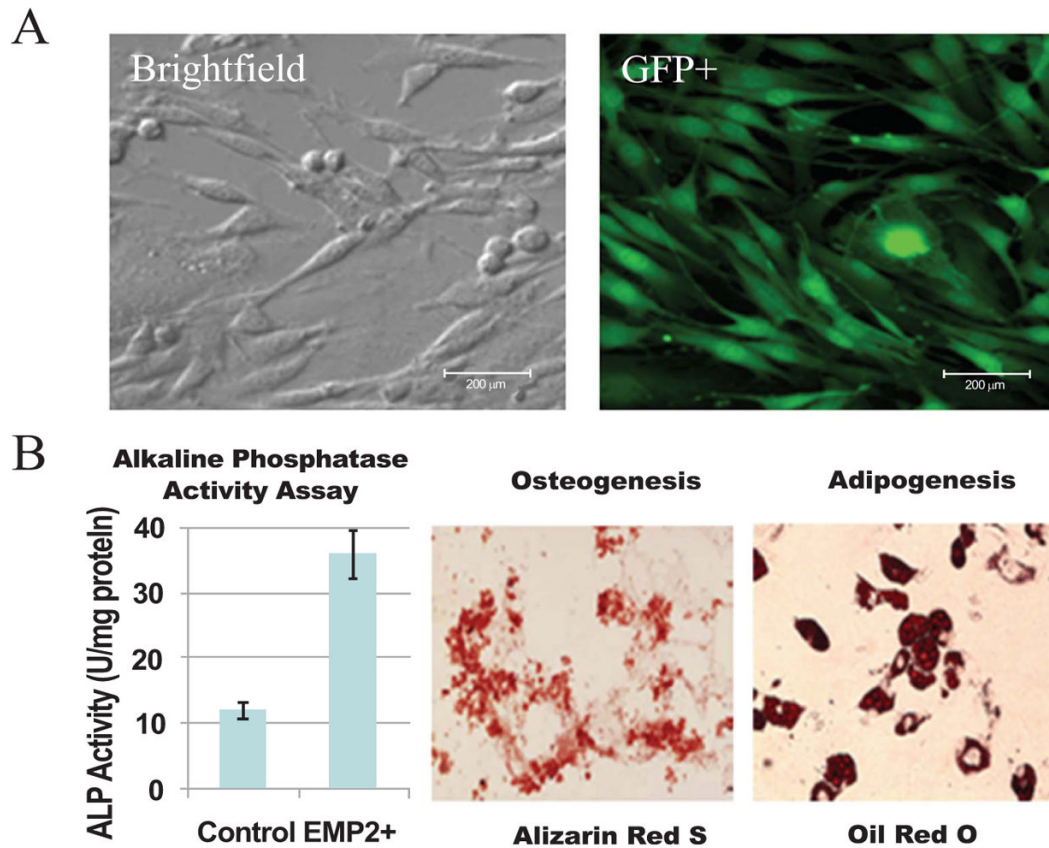 A
Brightfield
GFP+
200 µm
200 µm
B
Alkaline Phosphatase
Activity Assay
ALP Activity (U/mg protein)
40
30
20
10
0
Control EMP2+
Osteogenesis
Alizarin Red S
Adipogenesis
Oil Red O